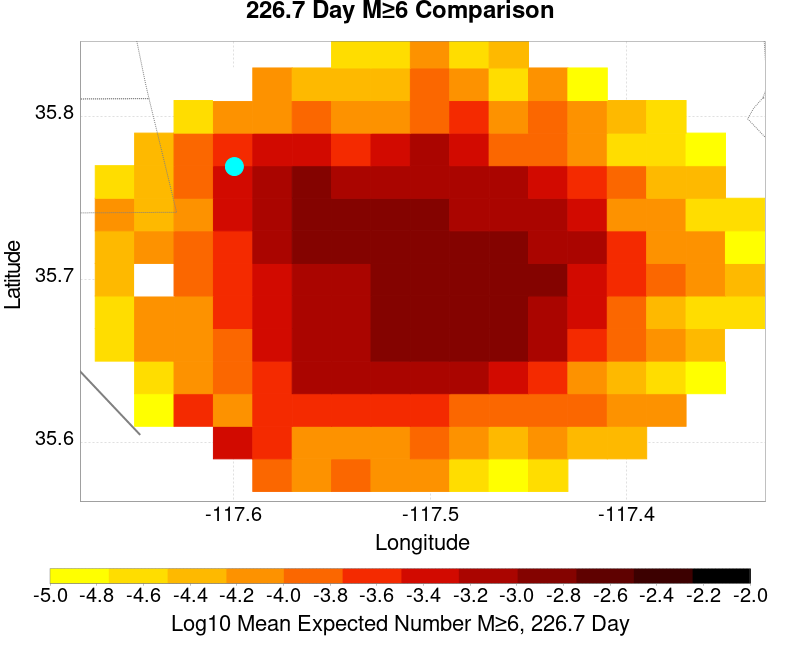 226.7 Day M≥6 Comparison
35.8
35.7
35.6
Latitude
-117.6 -117.5 -117.4
Longitude
-5.0 -4.8 -4.6 -4.4 -4.2 -4.0 -3.8 -3.6 -3.4 -3.2 -3.0 -2.8 -2.6 -2.4 -2.2 -2.0
Log10 Mean Expected Number M≥6, 226.7 Day